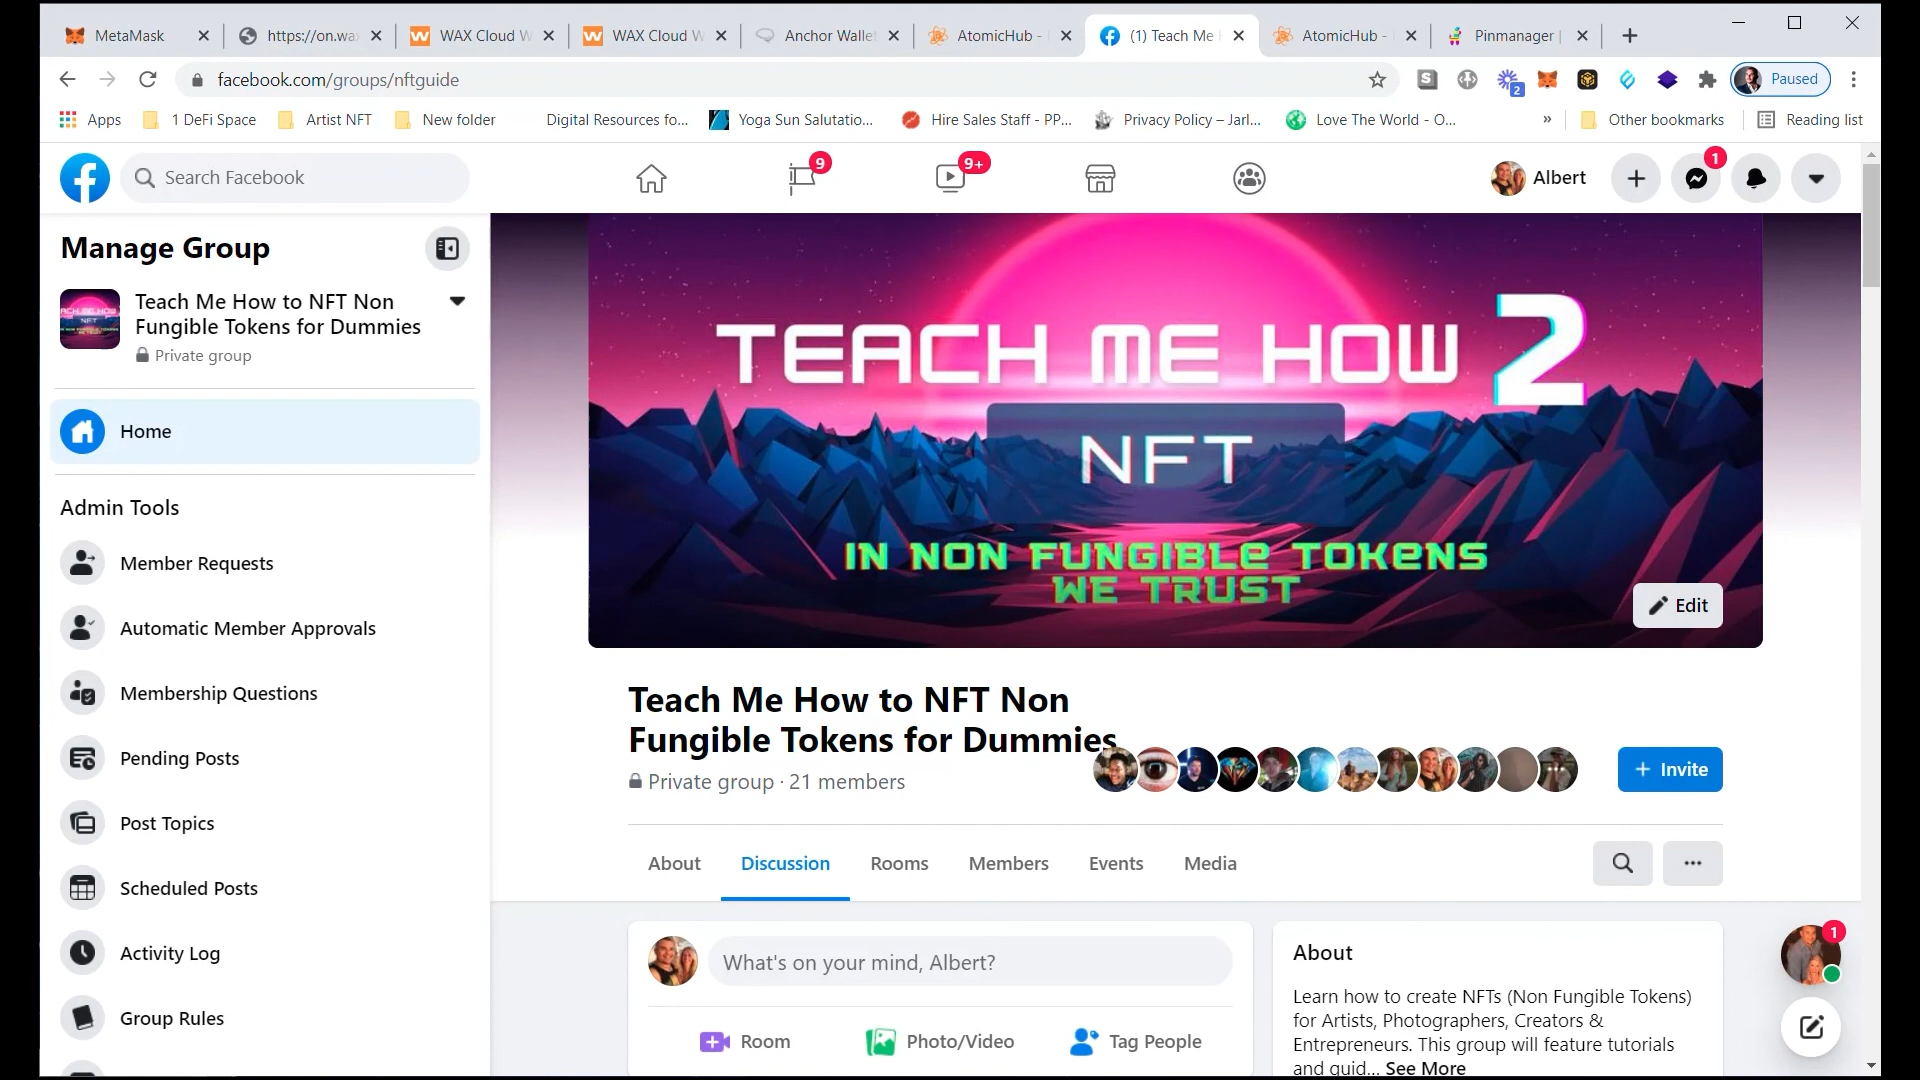 MetaMask
https://on.wax
WAX Cloud W
WAX Cloud W
Anchor Wallet
AtomicHub -
(1) Teach Me H
AtomicHub -
Pinmanager |
facebook.com/groups/nftguide
2
Paused
Apps
1 DeFi Space
Artist NFT
New folder
Digital Resources fo...
Yoga Sun Salutatio...
Hire Sales Staff - PP...
Privacy Policy – Jarl...
Love The World - O...
»
Other bookmarks
Reading list
Search Facebook
9
9+
Albert
1
Manage Group
Teach Me How to NFT Non
Fungible Tokens for Dummies
Private group
Home
Admin Tools
Member Requests
Automatic Member Approvals
Membership Questions
Pending Posts
Post Topics
Scheduled Posts
Activity Log
Group Rules
TEACH ME HOW 2
NFT
IN NON FUNGIBLE TOKENS
WE TRUST
Edit
Teach Me How to NFT Non
Fungible Tokens for Dummies
Private group · 21 members
+ Invite
About
Discussion
Rooms
Members
Events
Media
What's on your mind, Albert?
Room
Photo/Video
Tag People
About
Learn how to create NFTs (Non Fungible Tokens)
for Artists, Photographers, Creators &
Entrepreneurs. This group will feature tutorials
and guid... See More
1